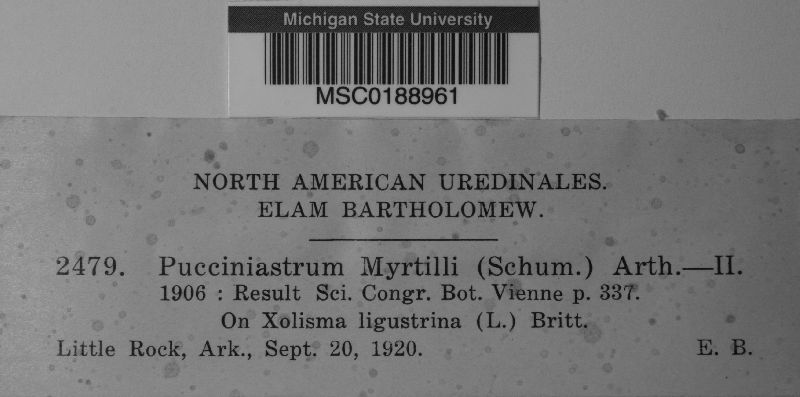 Michigan State University
MSC0188961
NORTH AMERICAN UREDINALES.
ELAM BARTHOLOMEW.
2479. Pucciniastrum Myrtilli (Schum.) Arth.—II.
1906 : Result Sci. Congr. Bot. Vienne p. 337.
On Xolisma ligustrina (L.) Britt.
Little Rock, Ark., Sept. 20, 1920. E. B.